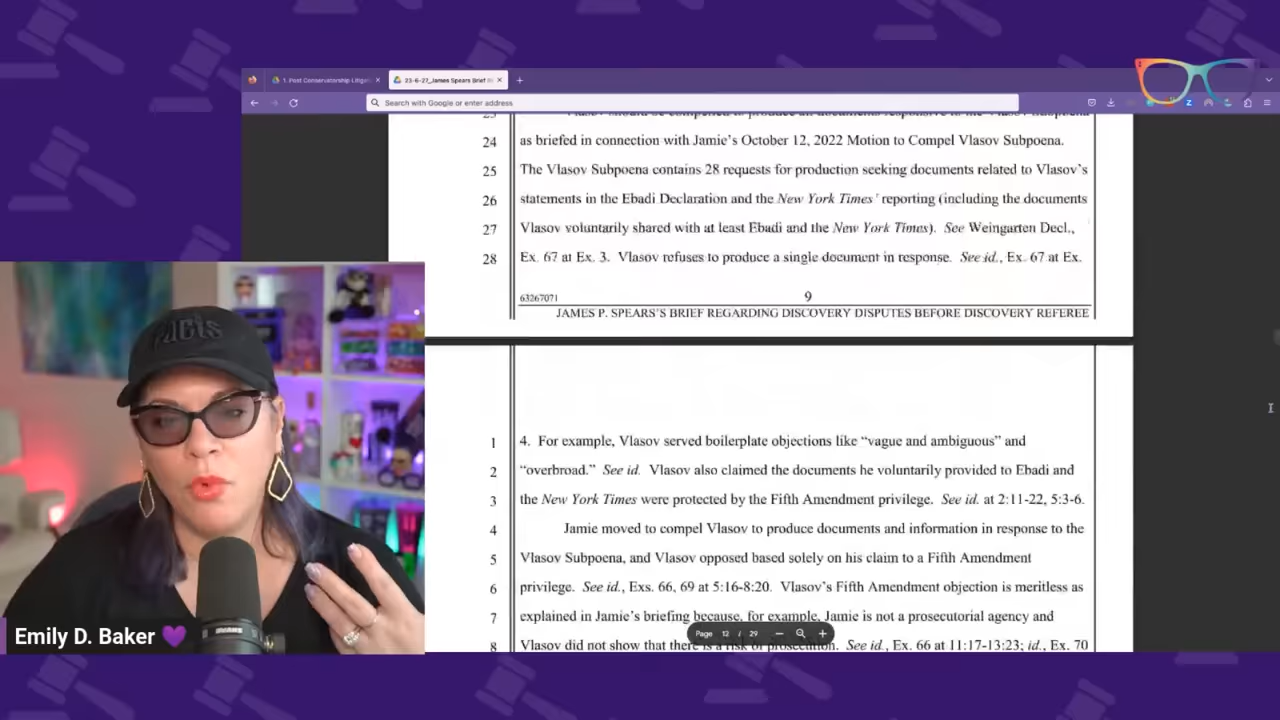 1. Post Conservatorship Litiga
23-6-27_James Spears Brief R
Search with Google or enter address
23
24 as briefed in connection with Jamie's October 12, 2022 Motion to Compel Vlasov Subpoena.
25 The Vlasov Subpoena contains 28 requests for production seeking documents related to Vlasov's
26 statements in the Ebadi Declaration and the New York Times' reporting (including the documents
27 Vlasov voluntarily shared with at least Ebadi and the New York Times). See Weingarten Decl.,
28 Ex. 67 at Ex. 3. Vlasov refuses to produce a single document in response. See id., Ex. 67 at Ex.
63267071
9
JAMES P. SPEARS'S BRIEF REGARDING DISCOVERY DISPUTES BEFORE DISCOVERY REFEREE
1 4. For example, Vlasov served boilerplate objections like "vague and ambiguous" and
2 "overbroad." See id. Vlasov also claimed the documents he voluntarily provided to Ebadi and
3 the New York Times were protected by the Fifth Amendment privilege. See id. at 2:11-22, 5:3-6.
4 Jamie moved to compel Vlasov to produce documents and information in response to the
5 Vlasov Subpoena, and Vlasov opposed based solely on his claim to a Fifth Amendment
6 privilege. See id., Exs. 66, 69 at 5:16-8:20. Vlasov's Fifth Amendment objection is meritless as
7 explained in Jamie's briefing because, for example, Jamie is not a prosecutorial agency and
8 Vlasov did not show that there is a risk of prosecution. See id., Ex. 66 at 11:17-13:23; id., Ex. 70
Page 12 / 29
FACTS
Emily D. Baker 💜